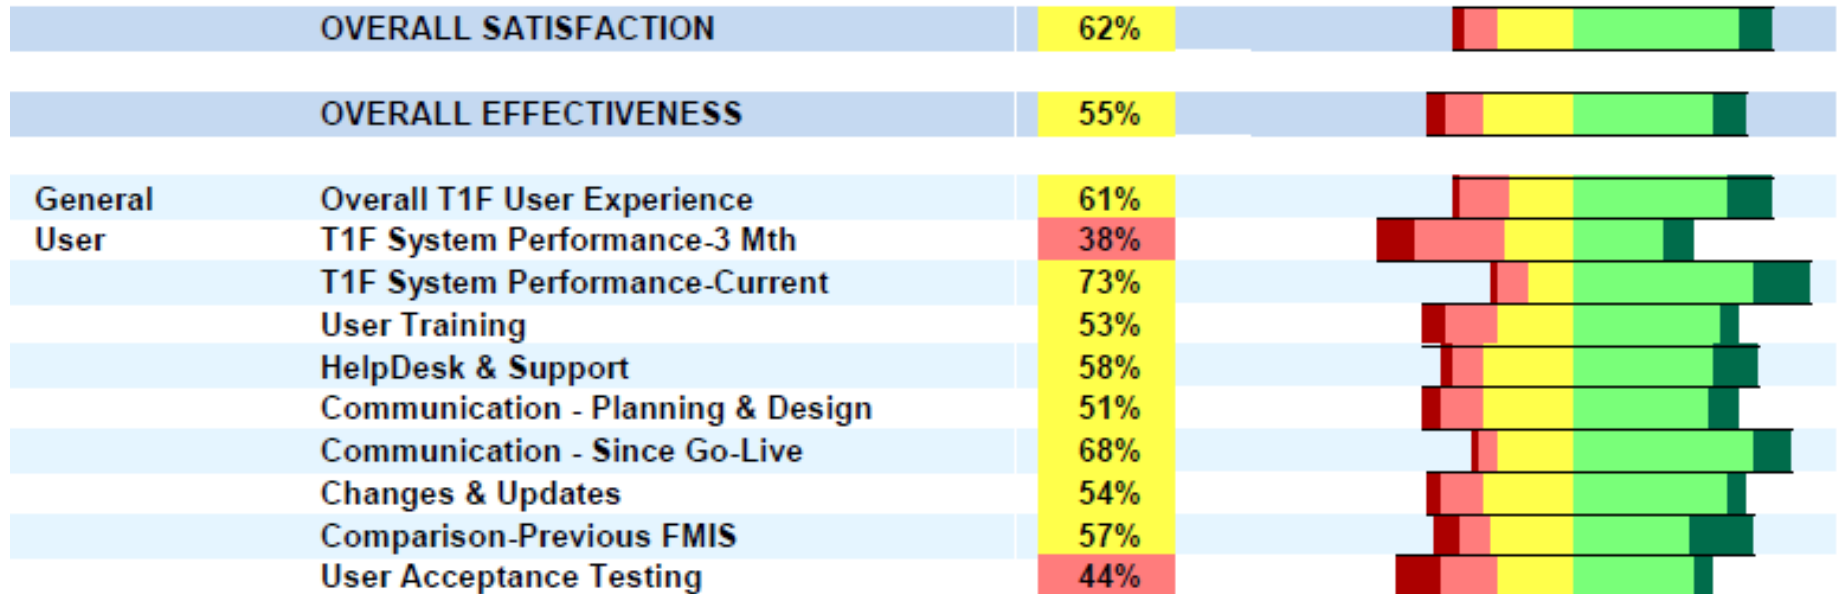 OVERALL SATISFACTION 62%
OVERALL EFFECTIVENESS 55%
General Overall T1F User Experience 61%
User T1F System Performance-3 Mth 38%
T1F System Performance-Current 73%
User Training 53%
HelpDesk & Support 58%
Communication - Planning & Design 51%
Communication - Since Go-Live 68%
Changes & Updates 54%
Comparison-Previous FMIS 57%
User Acceptance Testing 44%